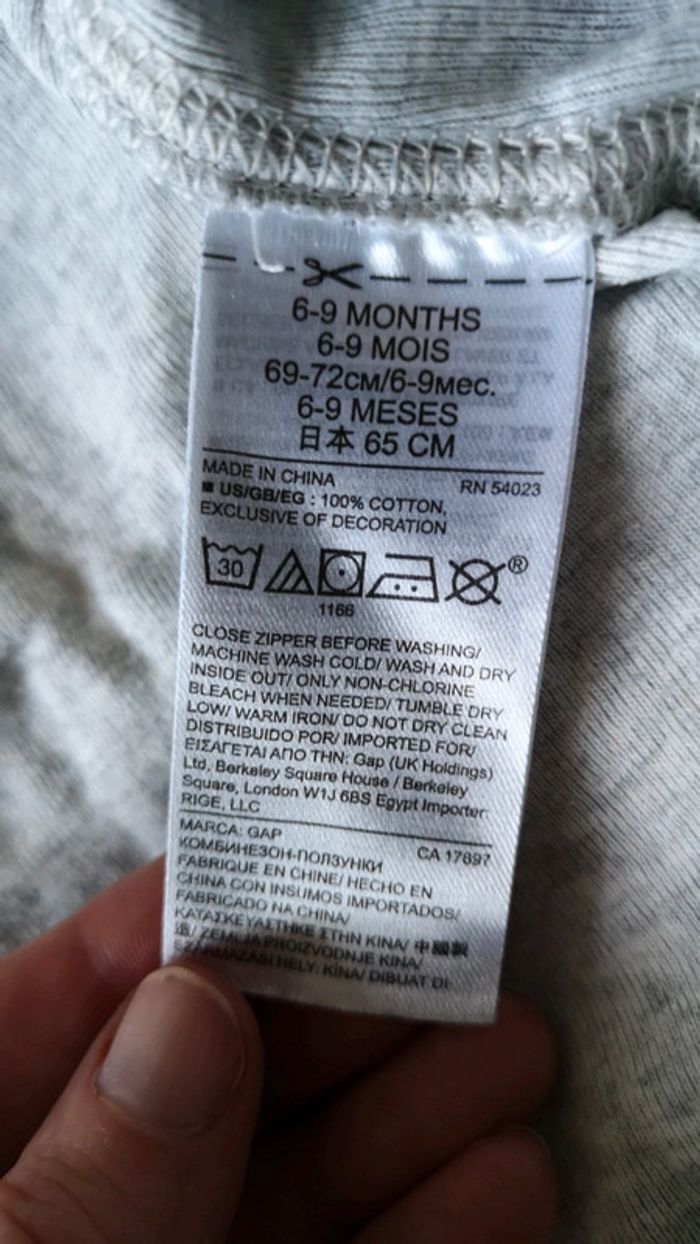 6-9 MONTHS
6-9 MOIS
69-72см/6-9мес.
6-9 MESES
日本 65 CM
MADE IN CHINA
RN 54023
■ US/GB/EG : 100% COTTON,
EXCLUSIVE OF DECORATION
30
®
1166
CLOSE ZIPPER BEFORE WASHING/
MACHINE WASH COLD/ WASH AND DRY
INSIDE OUT/ ONLY NON-CHLORINE
BLEACH WHEN NEEDED/ TUMBLE DRY
LOW/ WARM IRON/ DO NOT DRY CLEAN
DISTRIBUIDO POR/ IMPORTED FOR/
ΕΙΣΑΓΕΤΑΙ ΑΠΟ ΤΗΝ: Gap (UK Holdings)
Ltd, Berkeley Square House / Berkeley
Square, London W1J 6BS Egypt Importer:
RIGE, LLC
MARCA: GAP
CA 17897
КОМБИНЕЗОН-ПОЛЗУНКИ
FABRIQUE EN CHINE/ HECHO EN
CHINA CON INSUMOS IMPORTADOS/
FABRICADO NA CHINA/
ΚΑΤΑΣΚΕΥΑΣΤΗΚΕ ΣΤΗΝ ΚΙΝΑ/ 中國製
造/ ZEMLJA PROIZVODNJE KINA/
SZÁRMAZÁSI HELY: KÍNA/ DIBUAT DI